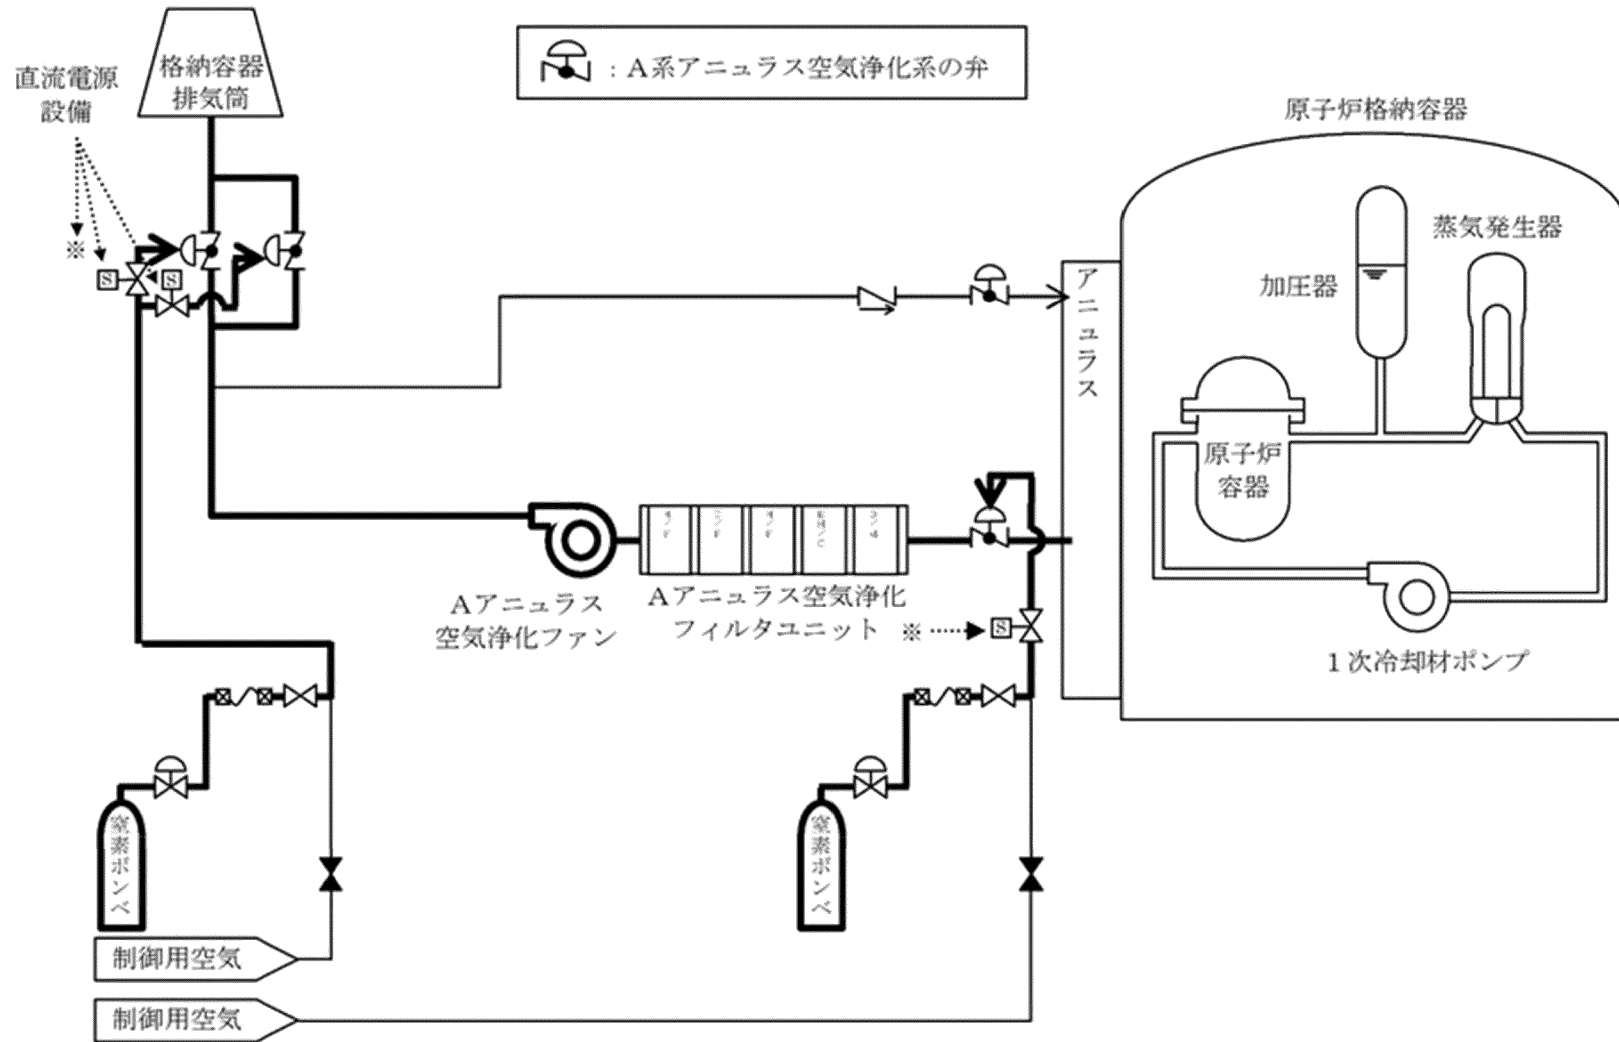 格納容器
排気筒
直流電源
設備
:A系アニュラス空気浄化系の弁
原子炉格納容器
※
S
S
アニュラス
加圧器
蒸気発生器
原子炉
容器
Aアニュラス
空気浄化ファン
Aアニュラス空気浄化
フィルタユニット
※
S
1次冷却材ポンプ
窒素ボンベ
窒素ボンベ
制御用空気
制御用空気